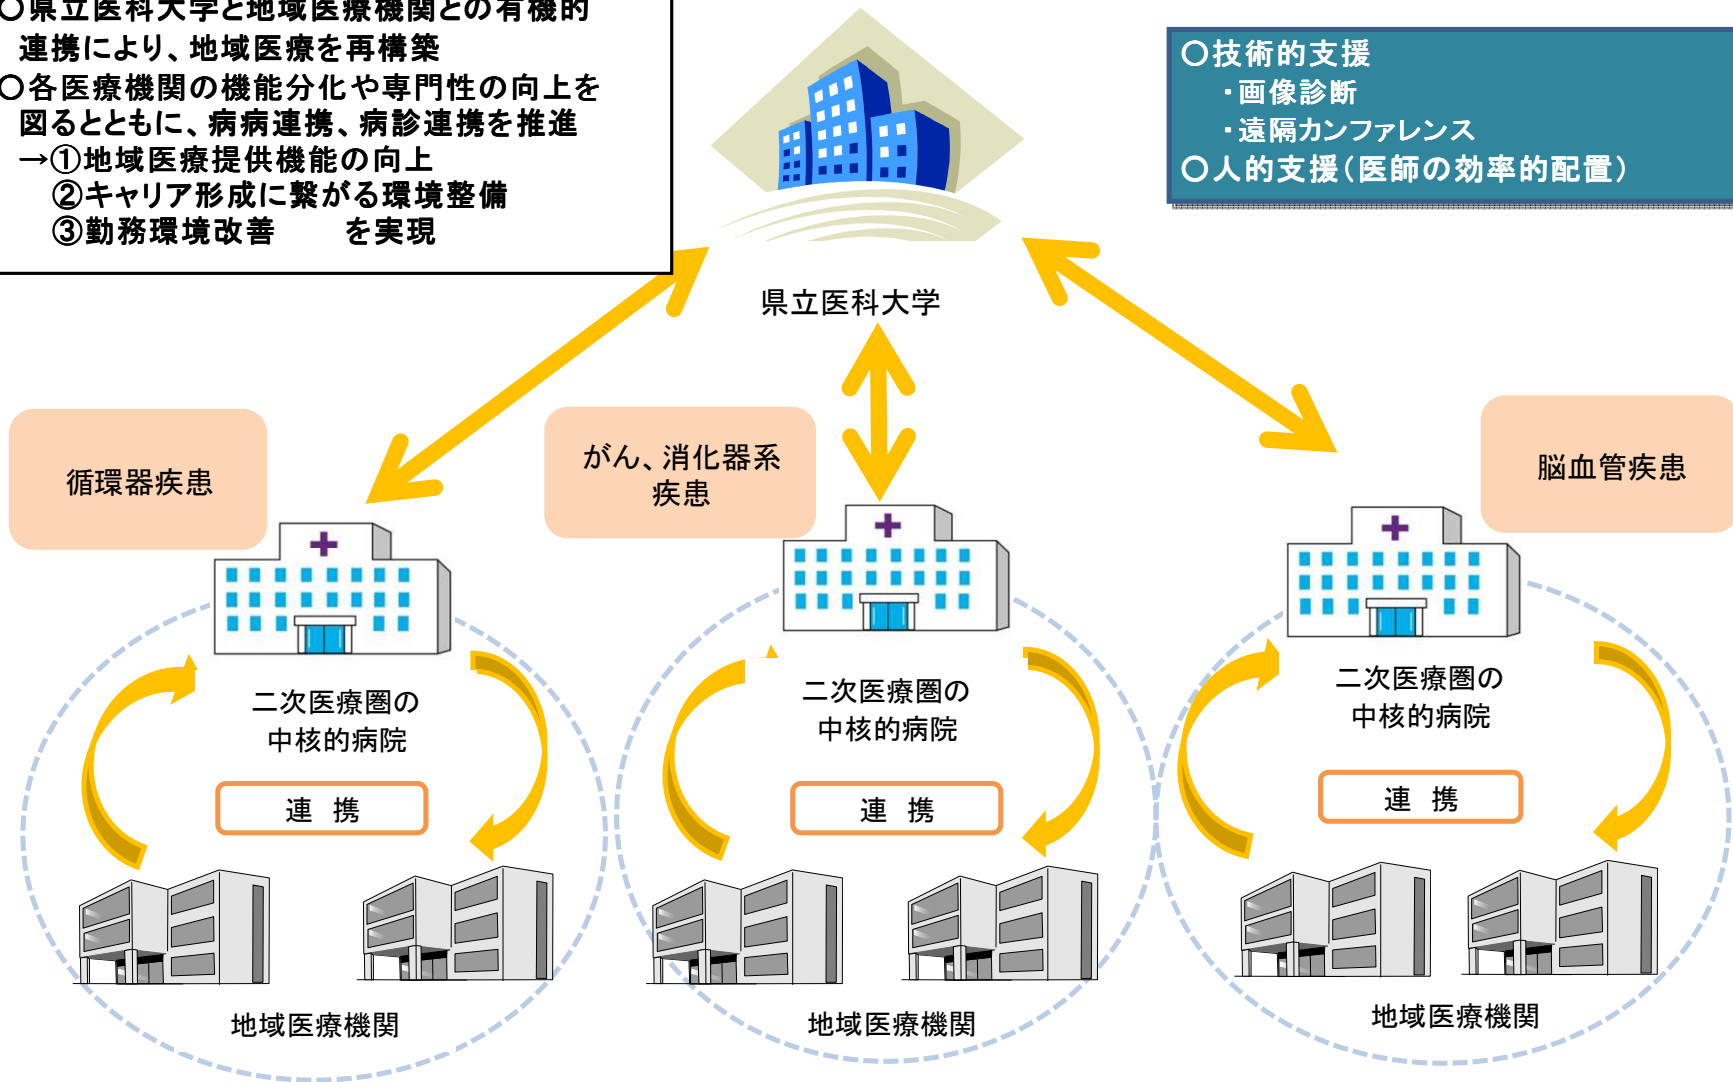 〇県立医科大学と地域医療機関との有機的
連携により、地域医療を再構築
〇各医療機関の機能分化や専門性の向上を
図るとともに、病病連携、病診連携を推進
→①地域医療提供機能の向上
②キャリア形成に繋がる環境整備
③勤務環境改善　　を実現
〇技術的支援
・画像診断
・遠隔カンファレンス
〇人的支援（医師の効率的配置）
県立医科大学
循環器疾患
がん、消化器系
疾患
脳血管疾患
二次医療圏の
中核的病院
連 携
地域医療機関
二次医療圏の
中核的病院
連 携
地域医療機関
二次医療圏の
中核的病院
連 携
地域医療機関